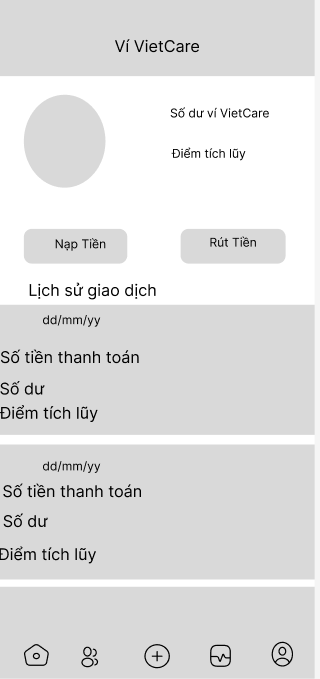 Ví VietCare
Số dư ví VietCare
Điểm tích lũy
Nạp Tiền
Rút Tiền
Lịch sử giao dịch
dd/mm/yy
Số tiền thanh toán
Số dư
Điểm tích lũy
dd/mm/yy
Số tiền thanh toán
Số dư
Điểm tích lũy